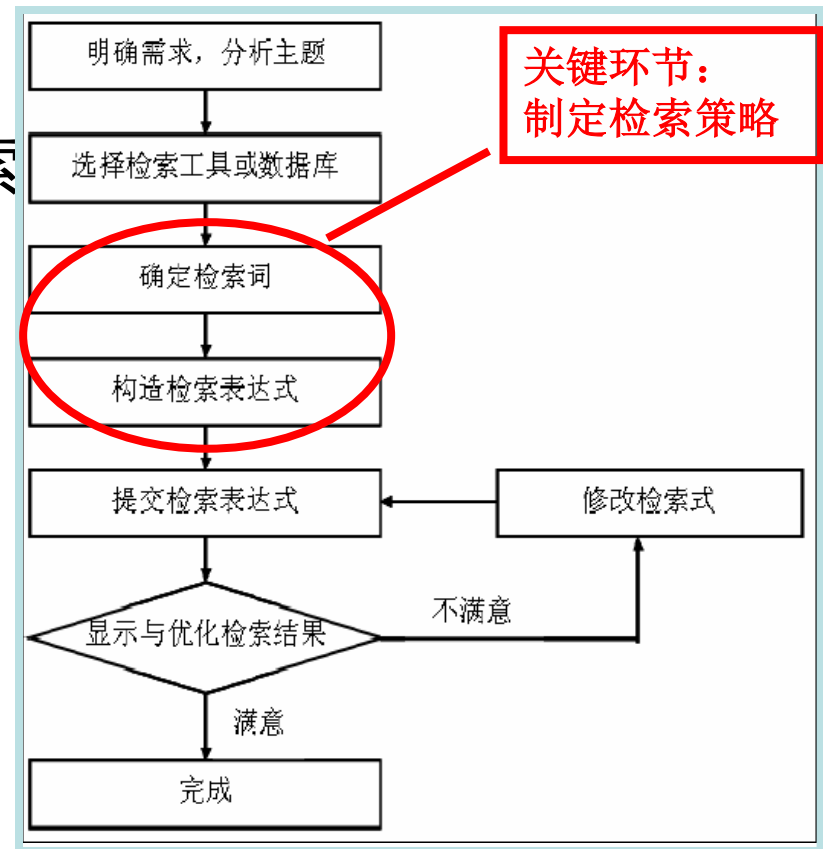 明确需求，分析主题
关键环节：
制定检索策略
选择检索工具或数据库
确定检索词
构造检索表达式
提交检索表达式
修改检索式
不满意
显示与优化检索结果
满意
完成